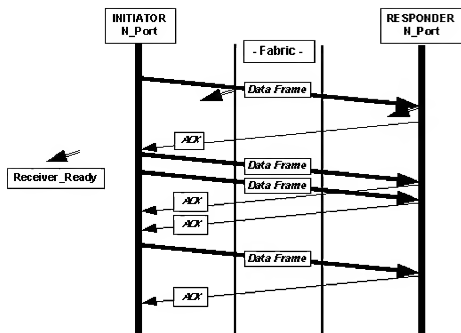 INITIATOR
N_Port
RESPONDER
N_Port
- Fabric -
Data Frame
ACK
Data Frame
Receiver_Ready
Data Frame
ACK
ACK
Data Frame
ACK